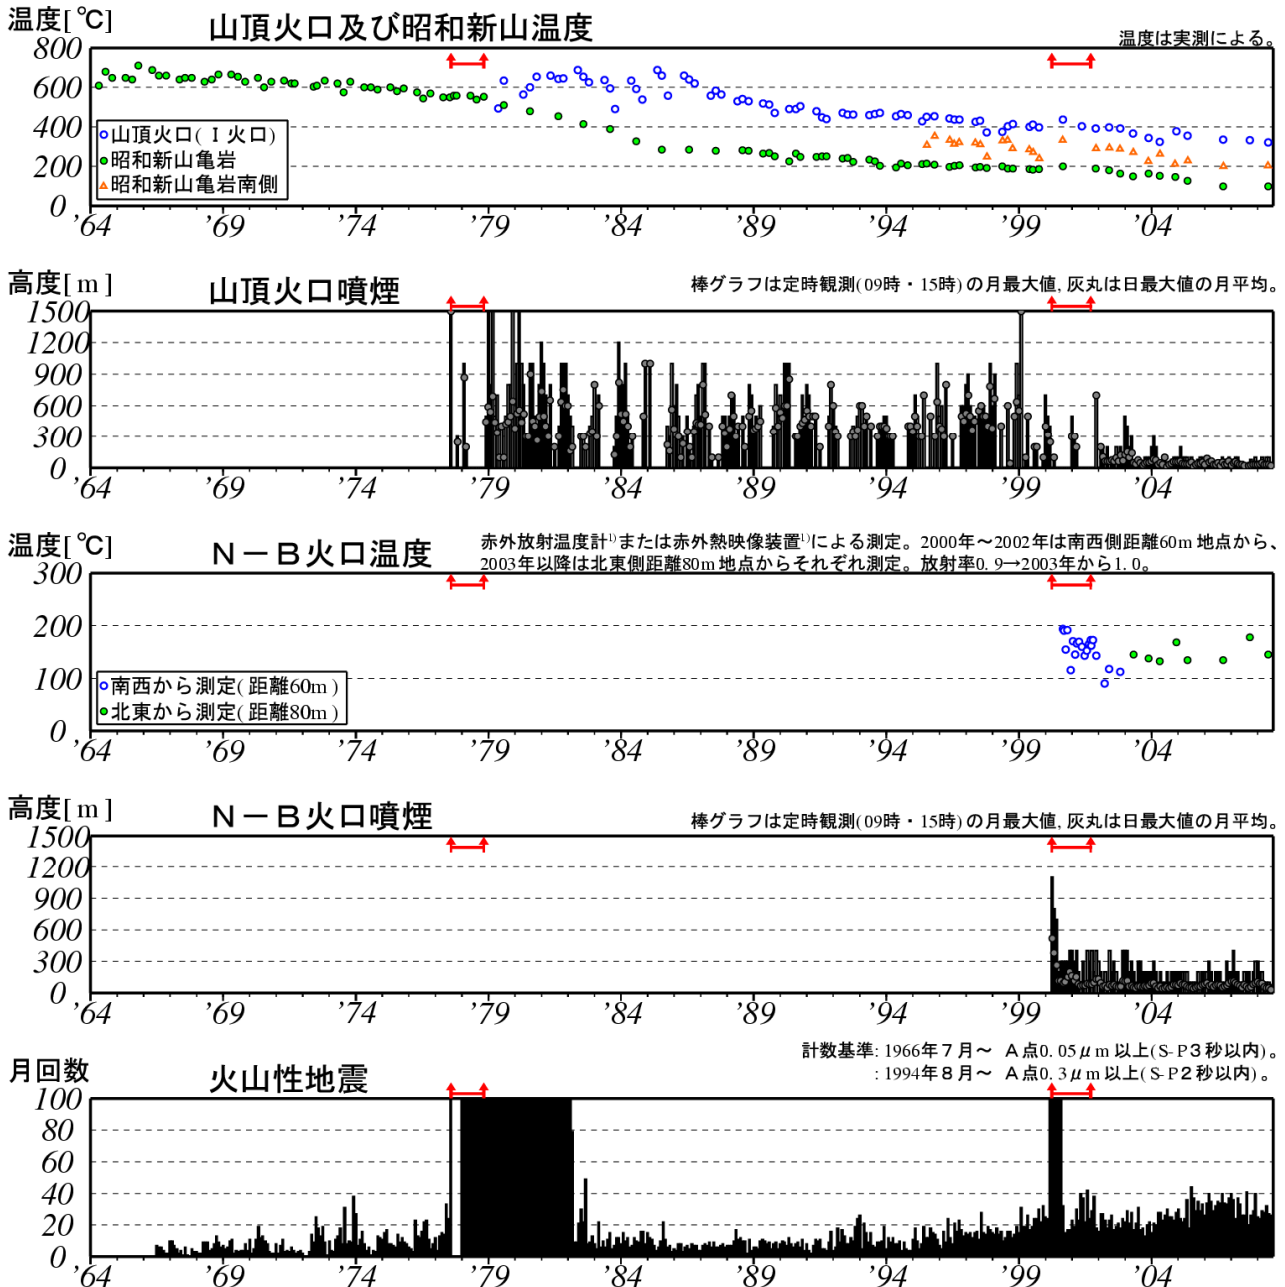 温度[℃]
山頂火口及び昭和新山温度
温度は実測による。
800
600
400
200
0
山頂火口(Ⅰ火口)
昭和新山亀岩
昭和新山亀岩南側
'64 '69 '74 '79 '84 '89 '94 '99 '04
高度[m]
山頂火口噴煙
棒グラフは定時観測(09時・15時)の月最大値, 灰丸は日最大値の月平均。
1500
1200
900
600
300
0
'64 '69 '74 '79 '84 '89 '94 '99 '04
温度[℃]
N－B火口温度
赤外放射温度計1)または赤外熱映像装置1)による測定。2000年～2002年は南西側距離60m地点から、
2003年以降は北東側距離80m地点からそれぞれ測定。放射率0.9→2003年から1.0。
300
200
100
0
南西から測定(距離60m)
北東から測定(距離80m)
'64 '69 '74 '79 '84 '89 '94 '99 '04
高度[m]
N－B火口噴煙
棒グラフは定時観測(09時・15時)の月最大値, 灰丸は日最大値の月平均。
1500
1200
900
600
300
0
'64 '69 '74 '79 '84 '89 '94 '99 '04
月回数
火山性地震
計数基準: 1966年7月～ A点0.05μm以上(S-P3秒以内)。
: 1994年8月～ A点0.3μm以上(S-P2秒以内)。
100
80
60
40
20
0
'64 '69 '74 '79 '84 '89 '94 '99 '04